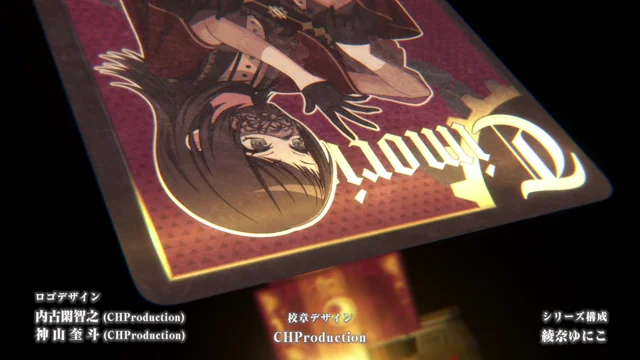 Timoris
ロゴデザイン
内古閑智之 (CHProduction)
神山奎斗 (CHProduction)
校章デザイン
CHProduction
シリーズ構成
綾奈ゆにこ